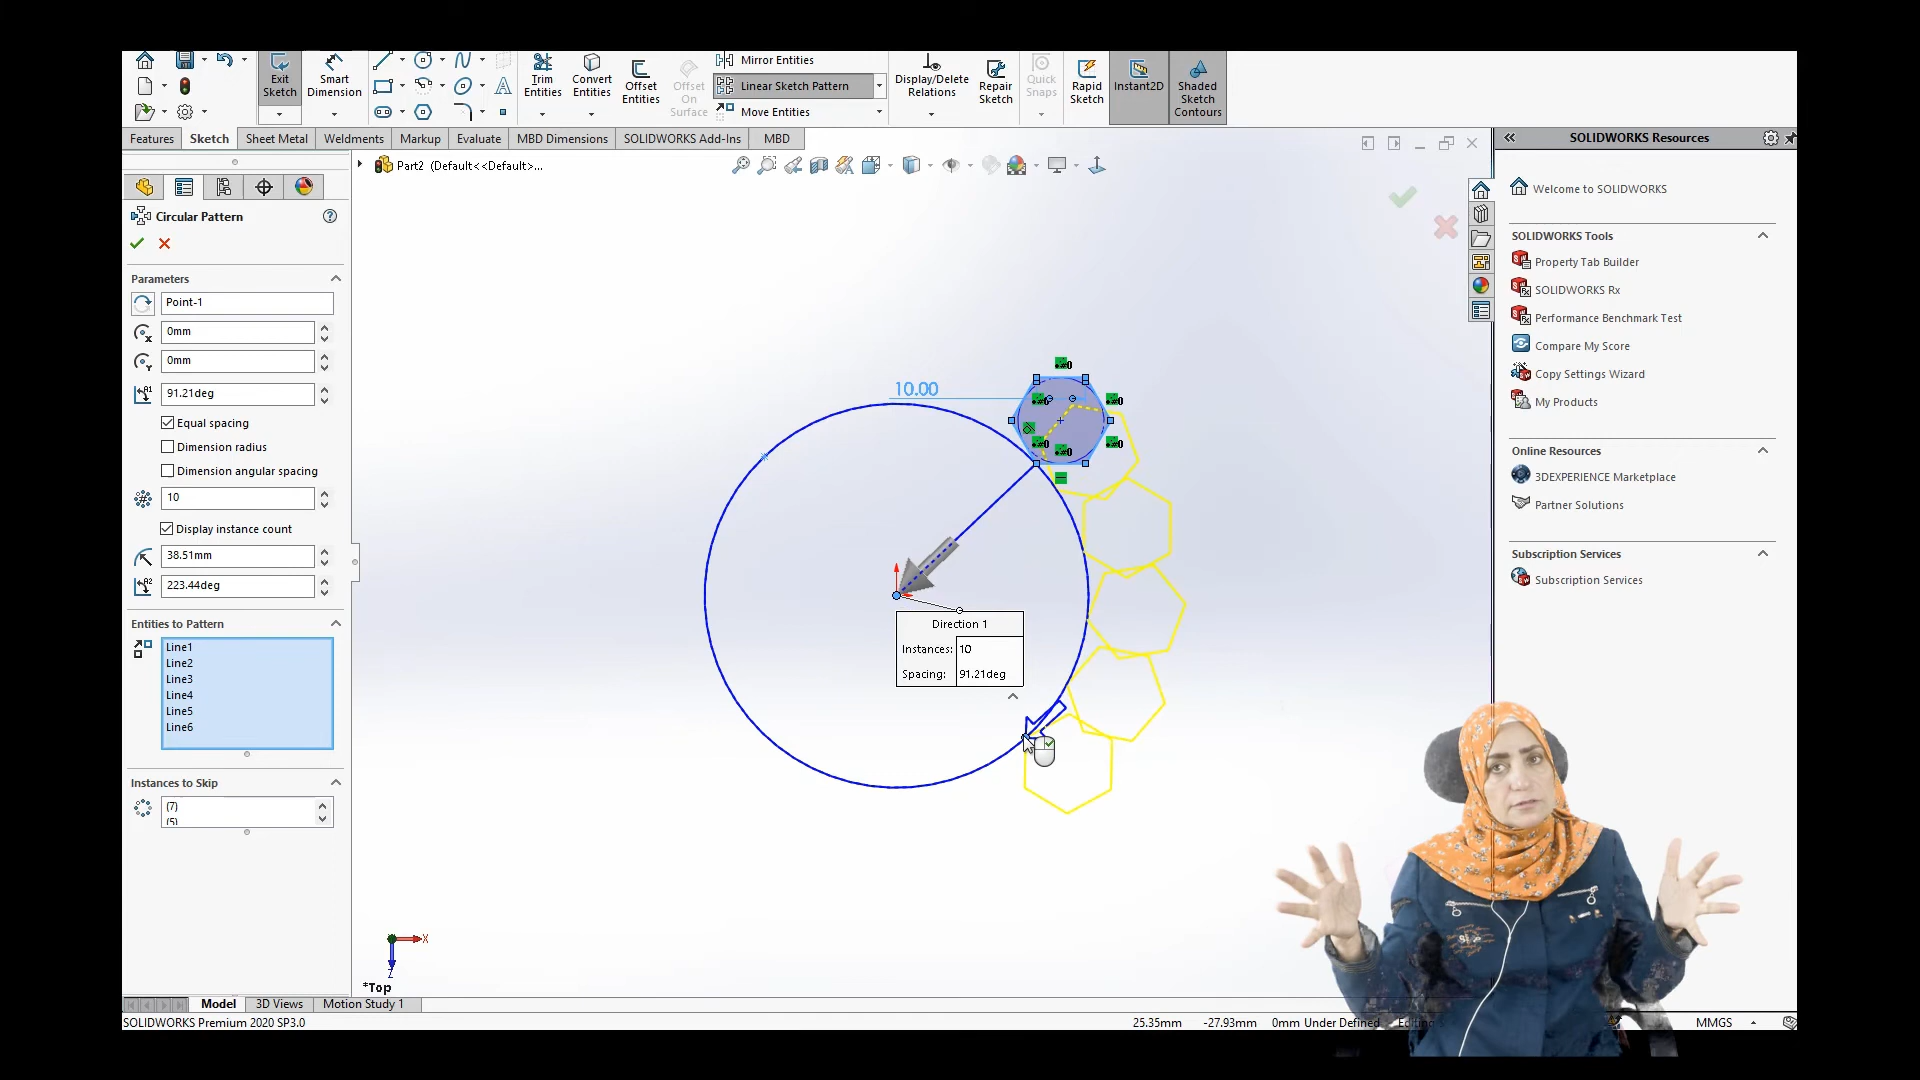 Exit
Sketch
Smart
Dimension
Trim
Entities
Convert
Entities
Offset
Entities
Offset
On
Surface
Mirror Entities
Linear Sketch Pattern
Move Entities
Display/Delete
Relations
Repair
Sketch
Quick
Snaps
Rapid
Sketch
Instant2D
Shaded
Sketch
Contours
Features
Sketch
Sheet Metal
Weldments
Markup
Evaluate
MBD Dimensions
SOLIDWORKS Add-Ins
MBD
Part2 (Default<<Default>...
Circular Pattern
Parameters
Point-1
0mm
0mm
91.21deg
Equal spacing
Dimension radius
Dimension angular spacing
10
Display instance count
38.51mm
223.44deg
Entities to Pattern
Line1
Line2
Line3
Line4
Line5
Line6
Instances to Skip
(7)
(5)
10.00
Direction 1
Instances: 10
Spacing: 91.21deg
X
Z
*Top
SOLIDWORKS Resources
Welcome to SOLIDWORKS
SOLIDWORKS Tools
Property Tab Builder
SOLIDWORKS Rx
Performance Benchmark Test
Compare My Score
Copy Settings Wizard
My Products
Online Resources
3DEXPERIENCE Marketplace
Partner Solutions
Subscription Services
Subscription Services
Model
3D Views
Motion Study 1
SOLIDWORKS Premium 2020 SP3.0
25.35mm
-27.93mm
0mm Under Defined
MMGS